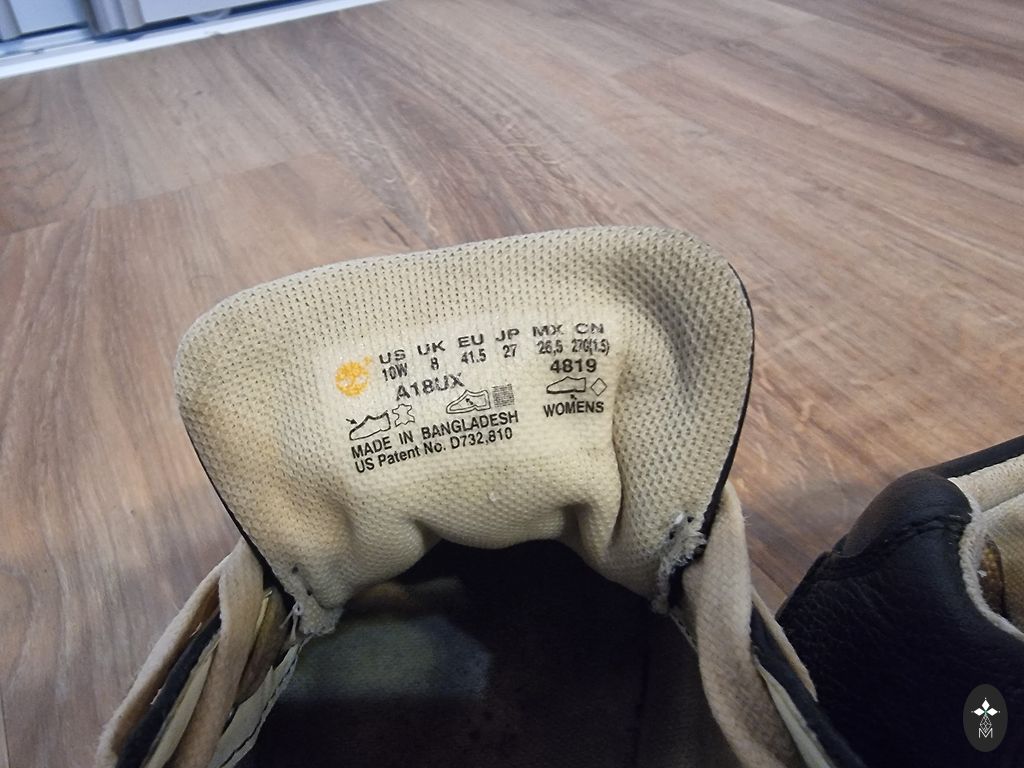 US UK EU JP MX CN
10W 8 41.5 27 26,5 270(1.5)
A18UX 4819
WOMENS
MADE IN BANGLADESH
US Patent No. D732,810
M